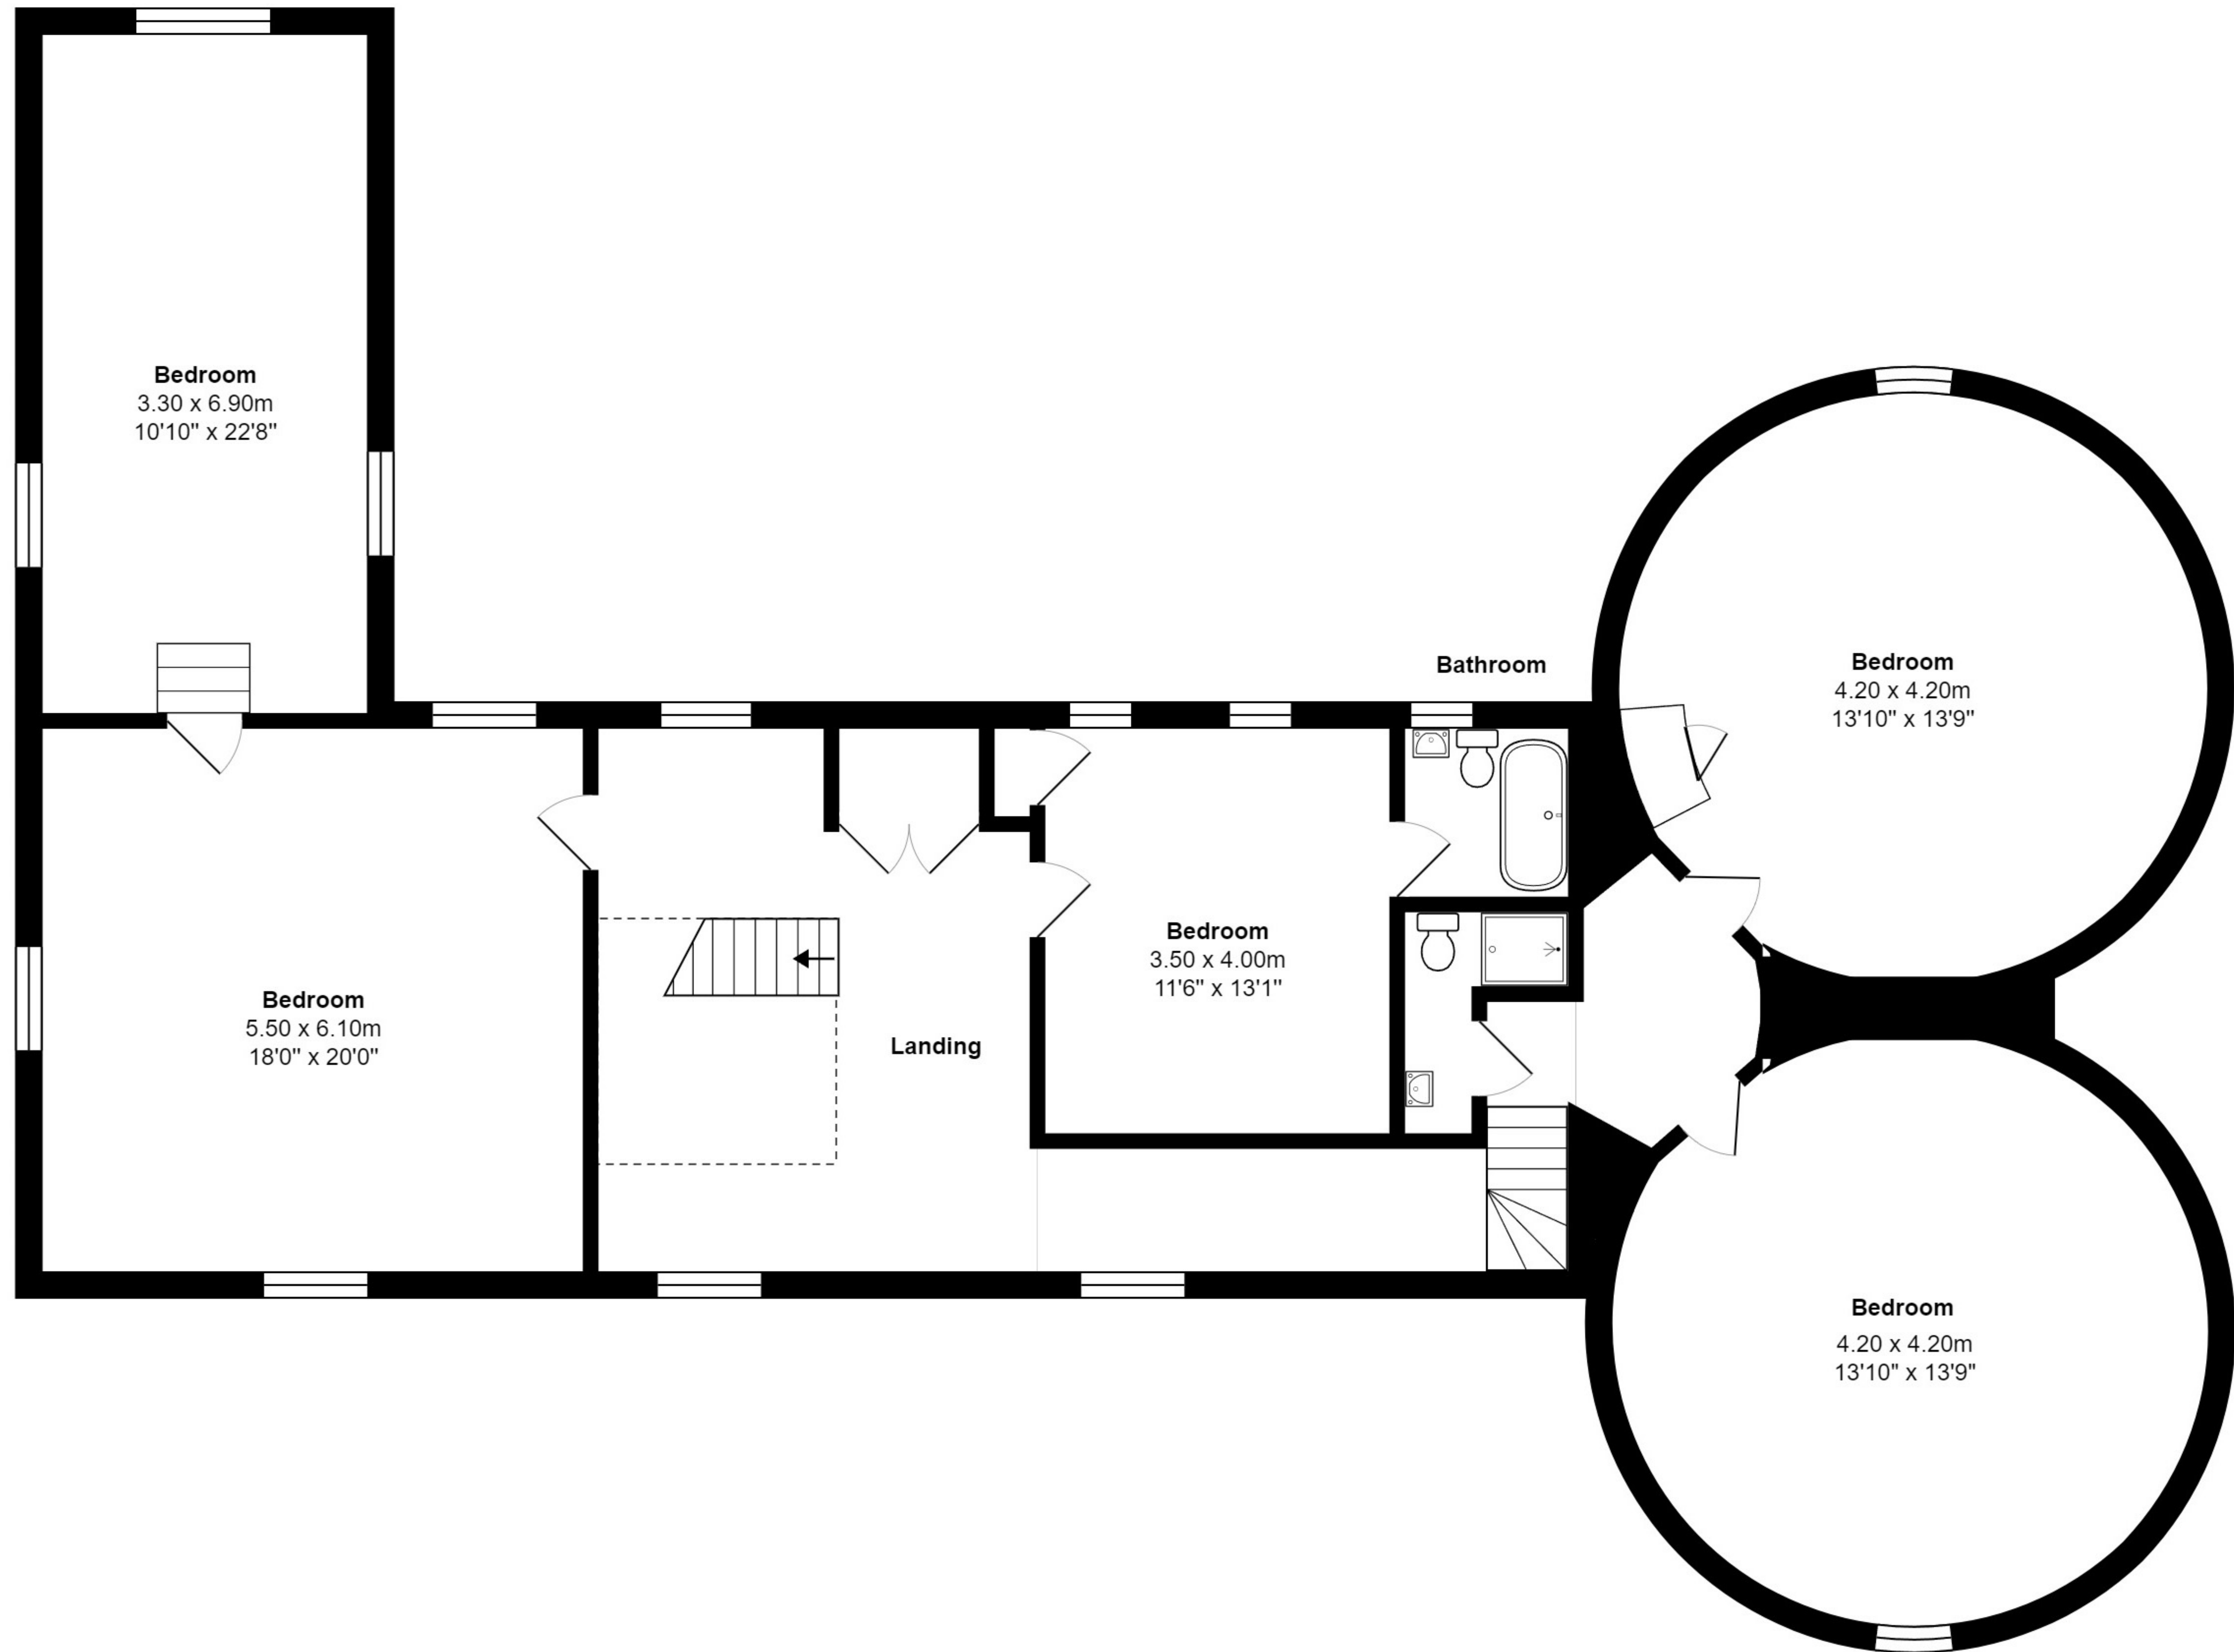 Bedroom
3.30 x 6.90m
10'10" x 22'8"
Bathroom
Bedroom
4.20 x 4.20m
13'10" x 13'9"
Bedroom
3.50 x 4.00m
11'6" x 13'1"
Bedroom
5.50 x 6.10m
18'0" x 20'0"
Landing
Bedroom
4.20 x 4.20m
13'10" x 13'9"